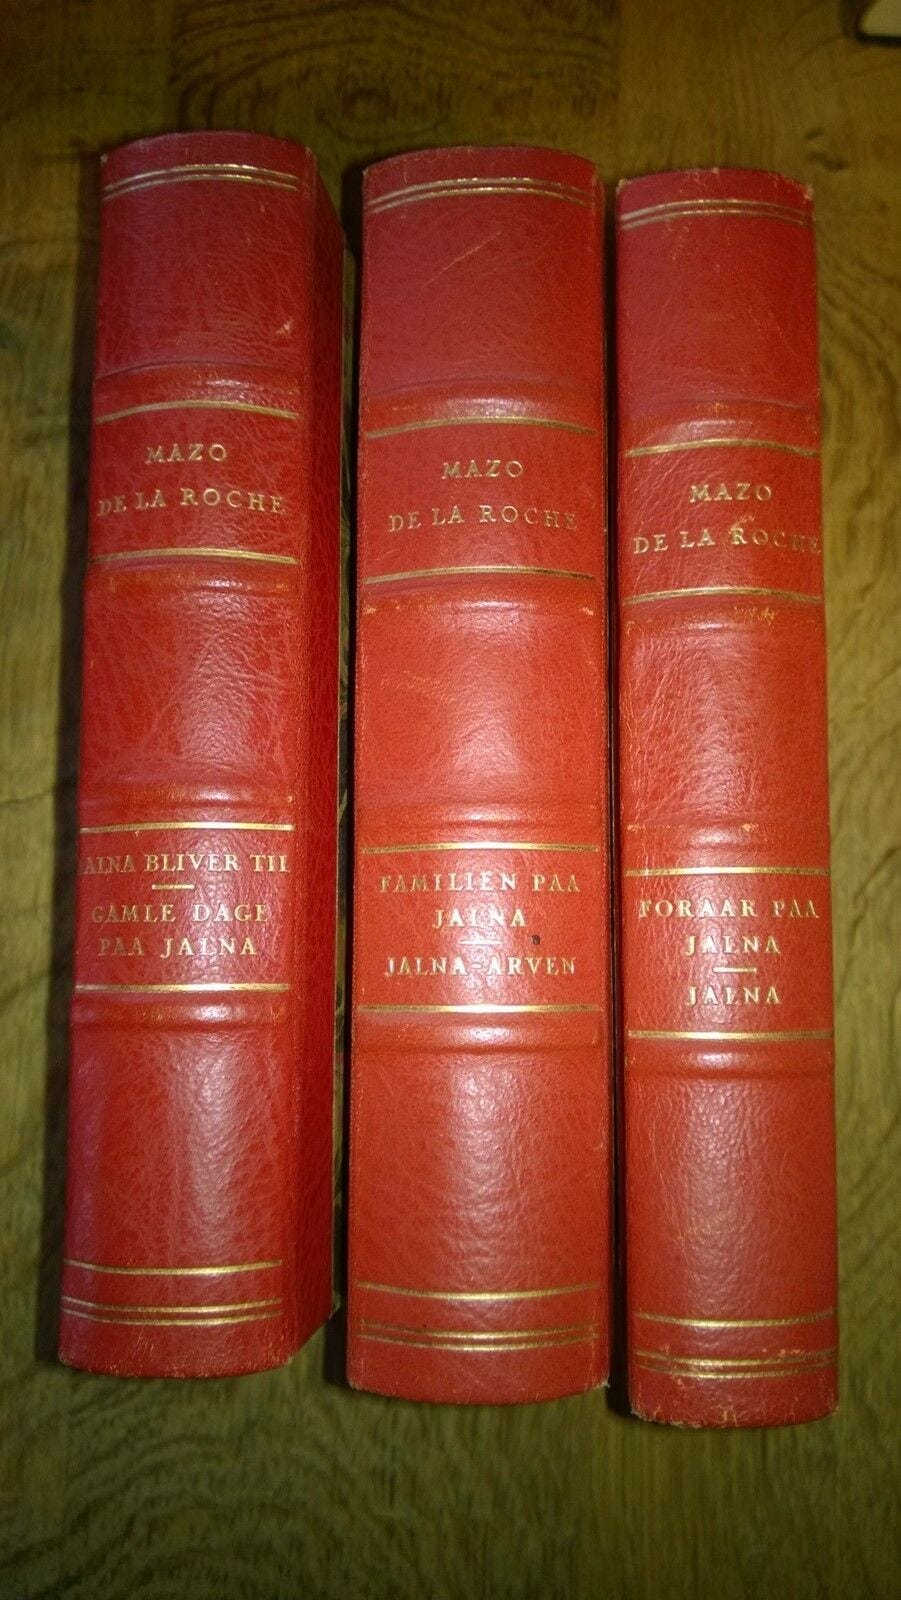 MAZO
DE LA ROCHE
ALNA BLIVER TIL
GAMLE DAGE
PAA JALNA
MAZO
DE LA ROCHE
FAMILIEN PAA
JALNA
JALNA-ARVEN
MAZO
DE LA ROCHE
FORAAR PAA
JALNA
JALNA